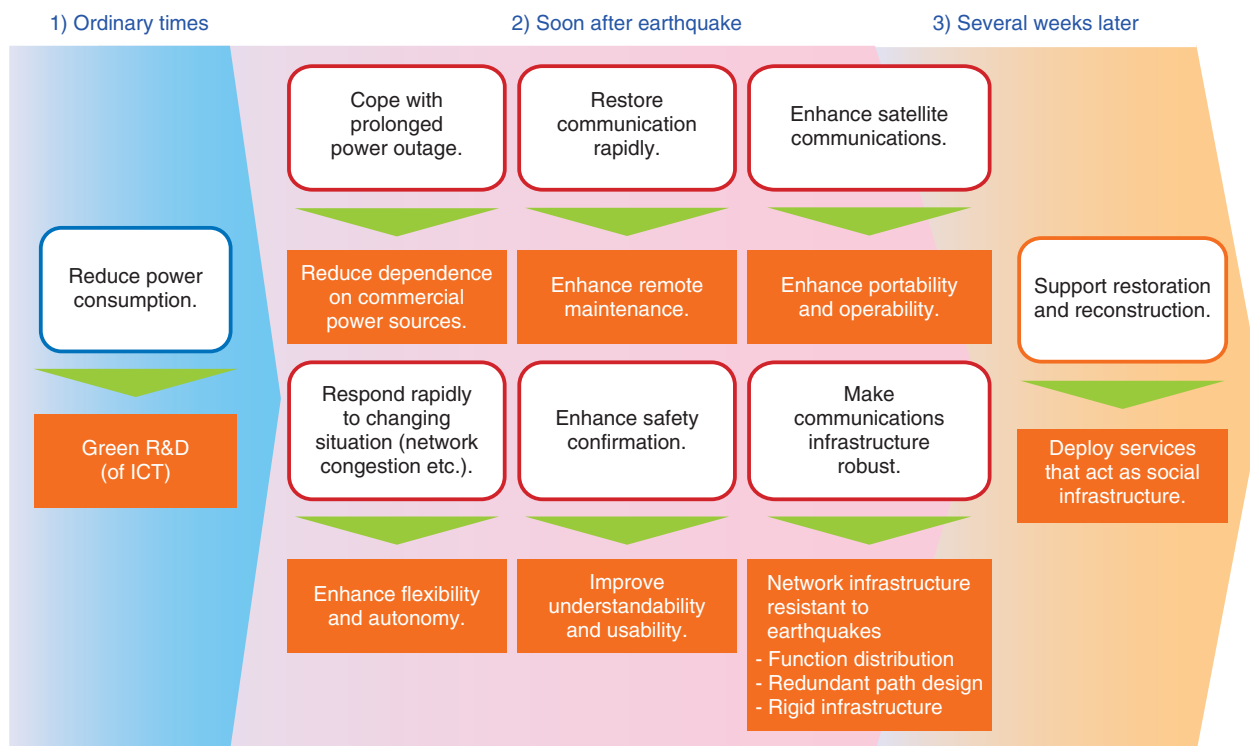 1) Ordinary times
2) Soon after earthquake
3) Several weeks later
Reduce power
consumption.
Green R&D
(of ICT)
Cope with
prolonged
power outage.
Reduce dependence
on commercial
power sources.
Restore
communication
rapidly.
Enhance remote
maintenance.
Enhance satellite
communications.
Enhance portability
and operability.
Respond rapidly
to changing
situation (network
congestion etc.).
Enhance flexibility
and autonomy.
Enhance safety
confirmation.
Improve
understandability
and usability.
Make
communications
infrastructure
robust.
Network infrastructure
resistant to
earthquakes
- Function distribution
- Redundant path design
- Rigid infrastructure
Support restoration
and reconstruction.
Deploy services
that act as social
infrastructure.